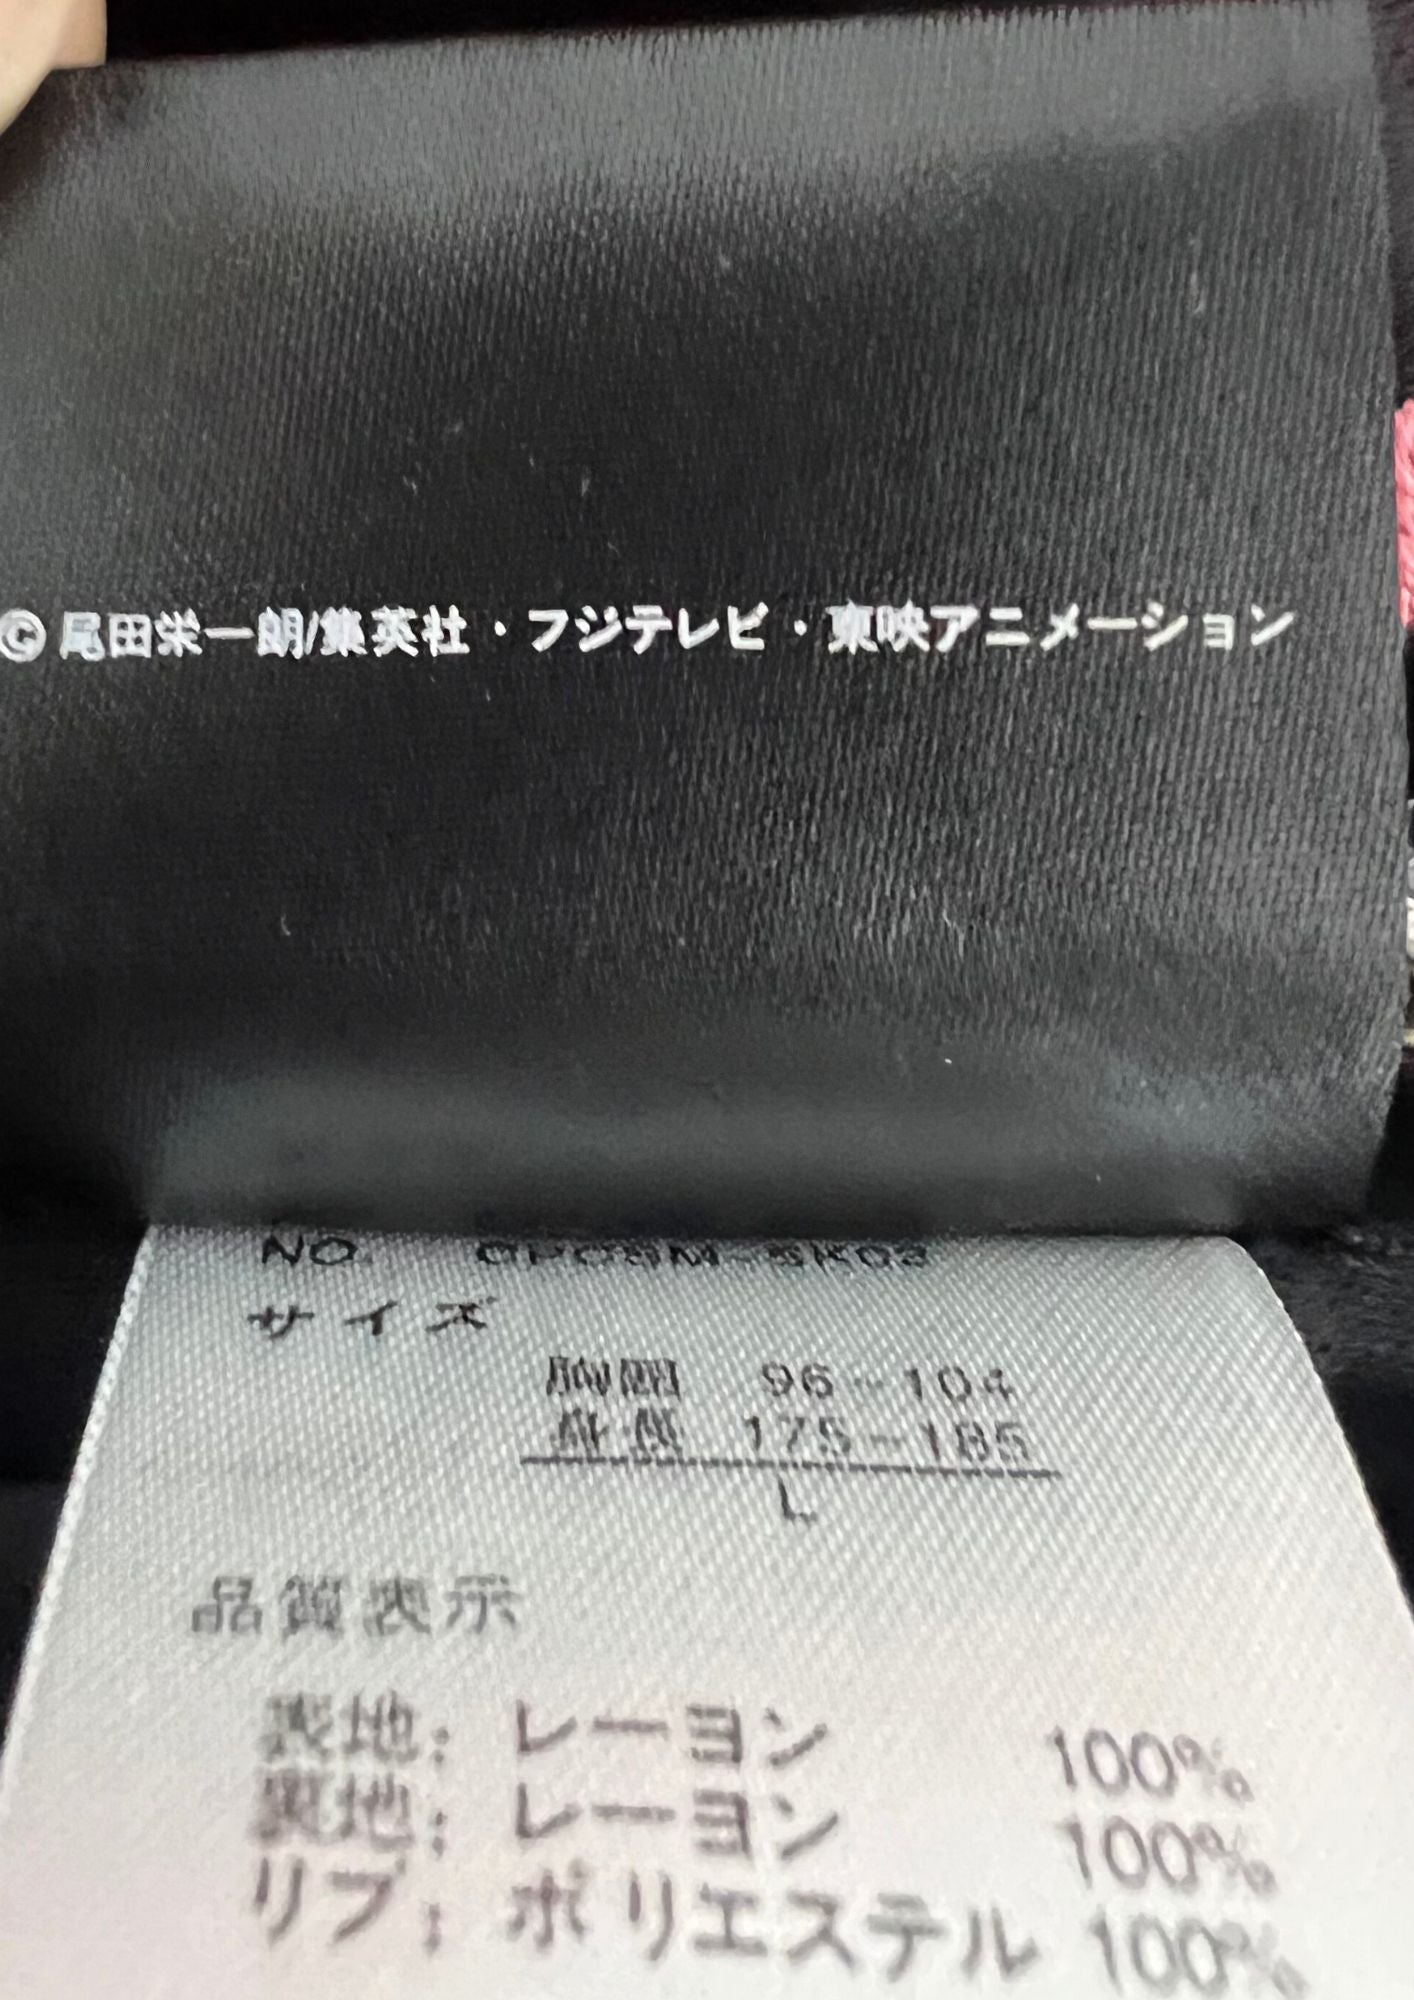 ©尾田栄一郎/集英社・フジテレビ・東映アニメーション
NO.
サイズ
胸囲 96-104
身長 175-185
L
品質表示
表地: レーヨン 100%
裏地: レーヨン 100%
リブ: ポリエステル 100%